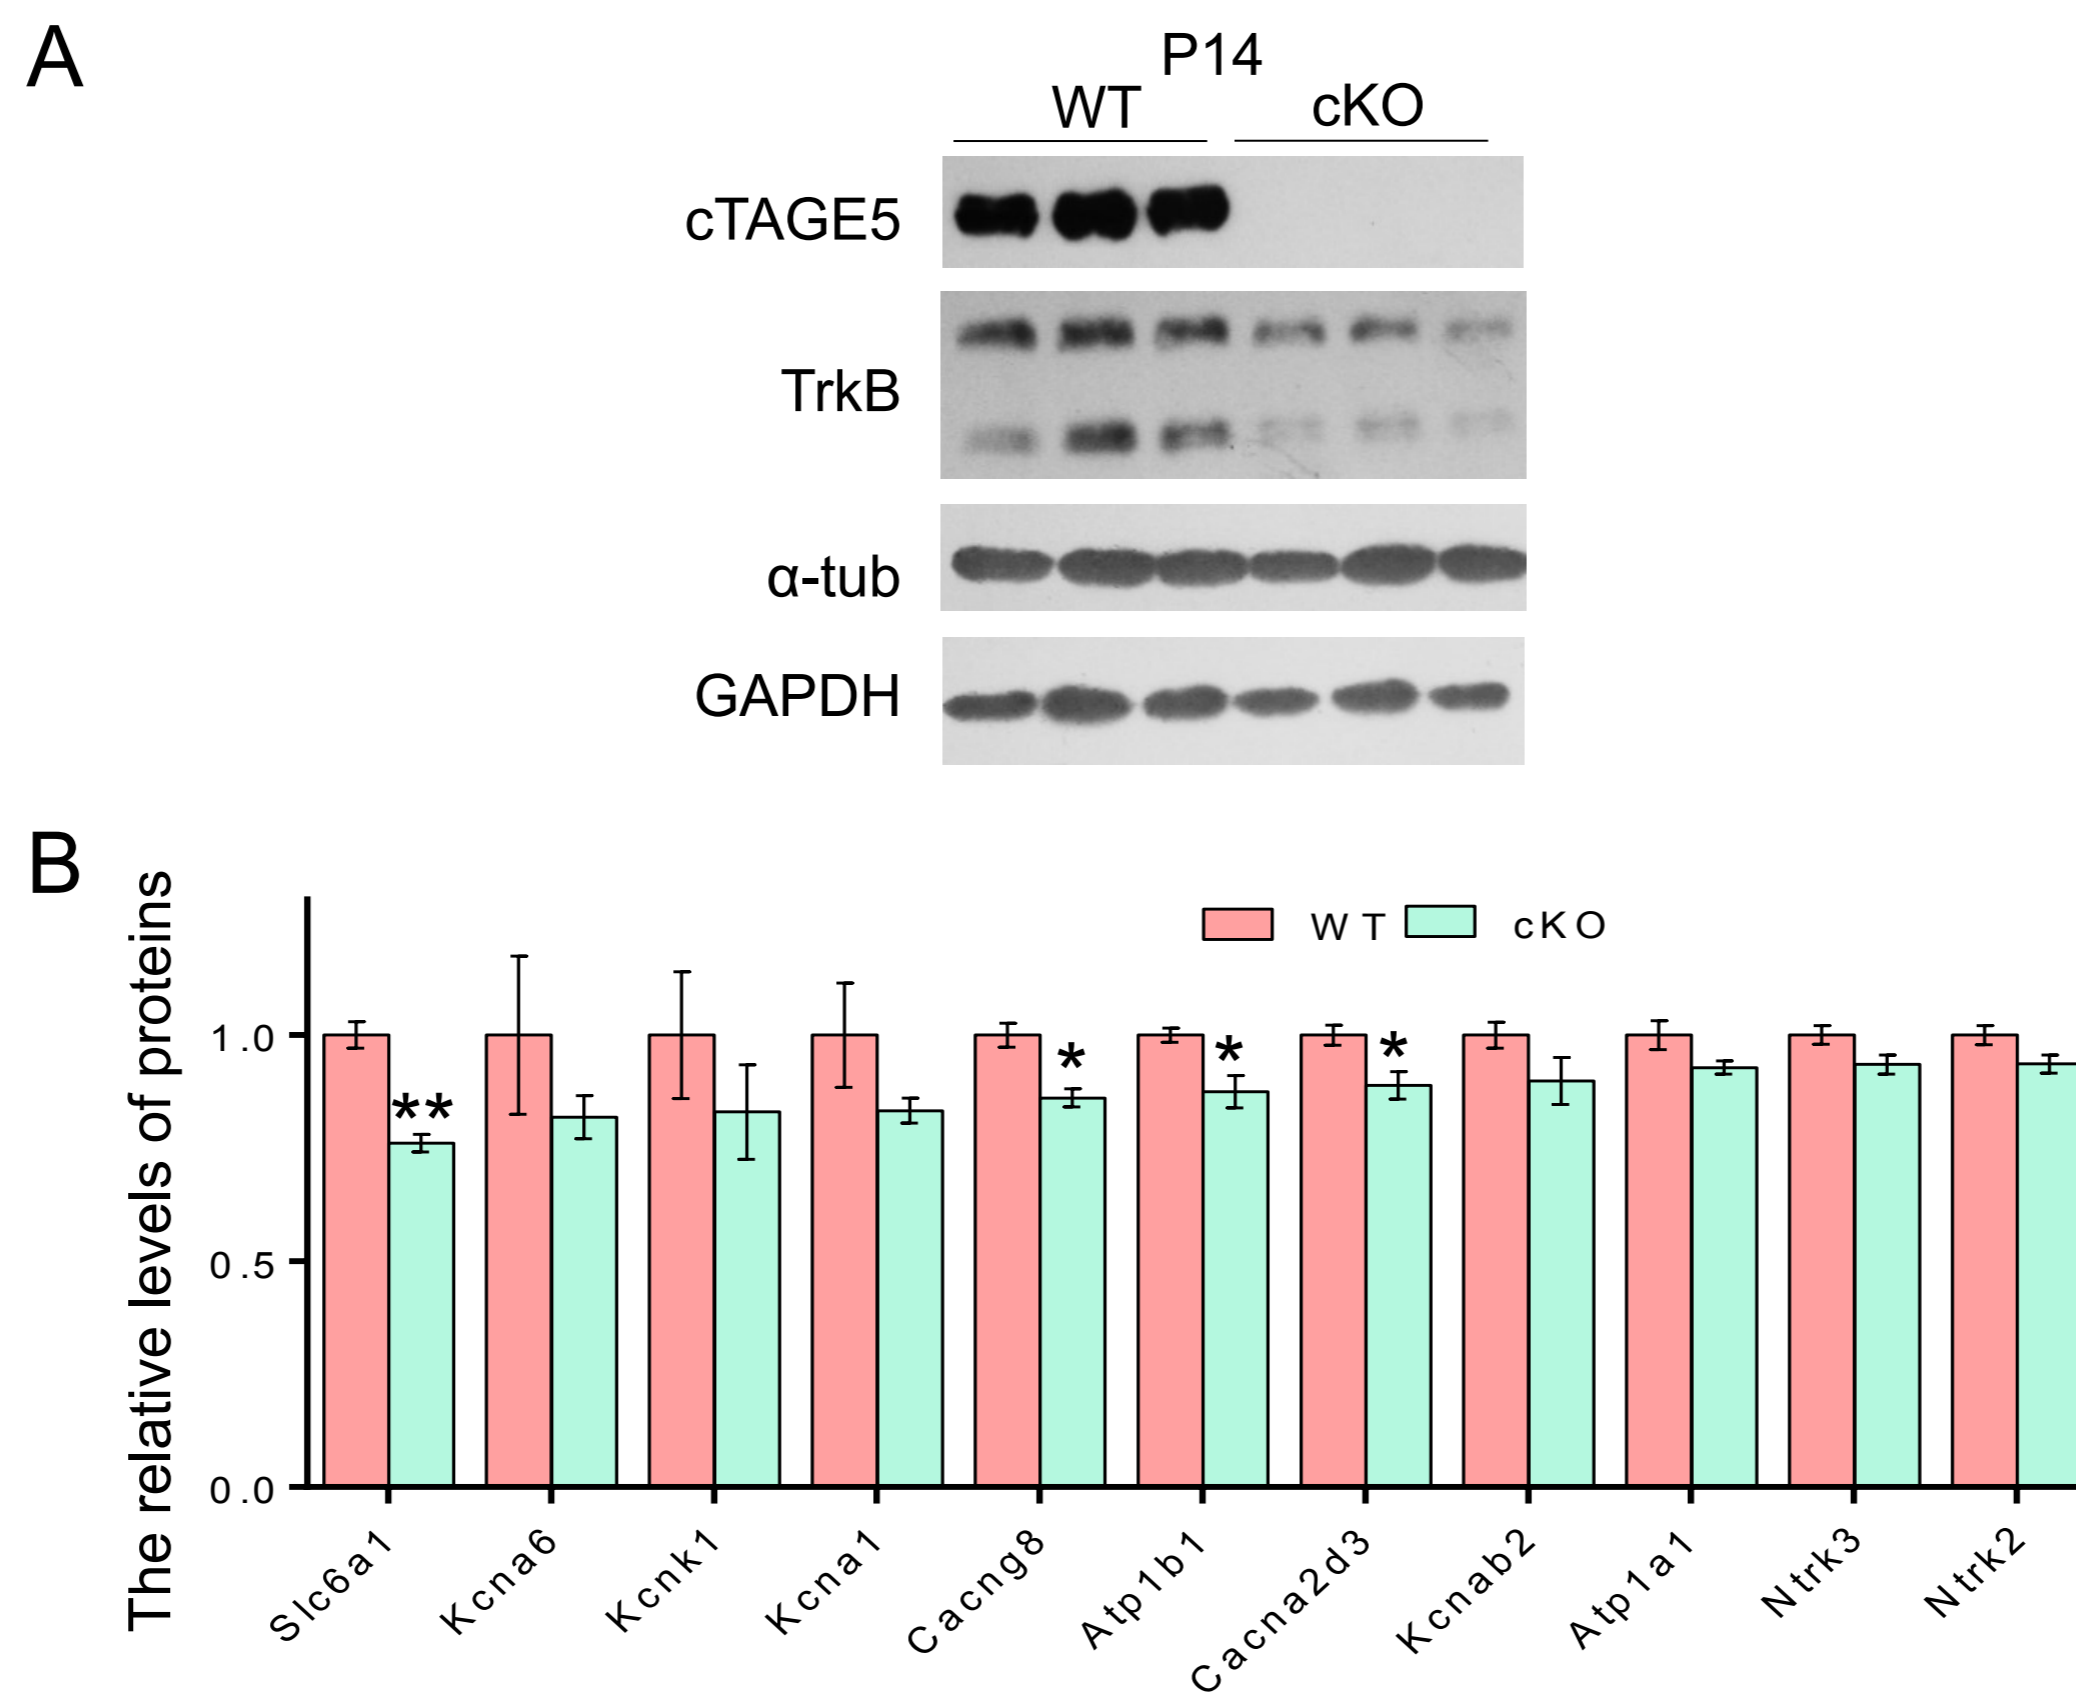 A
P14
WT cKO
cTAGE5
TrkB
α-tub
GAPDH
B
The relative levels of proteins
WT cKO
1.0
0.5
0.0
**
*
*
*
Slc6a1 Kcna6 Kcnk1 Kcna1 Cacng8 Atp1b1 Cacna2d3 Kcnab2 Atp1a1 Ntrk3 Ntrk2